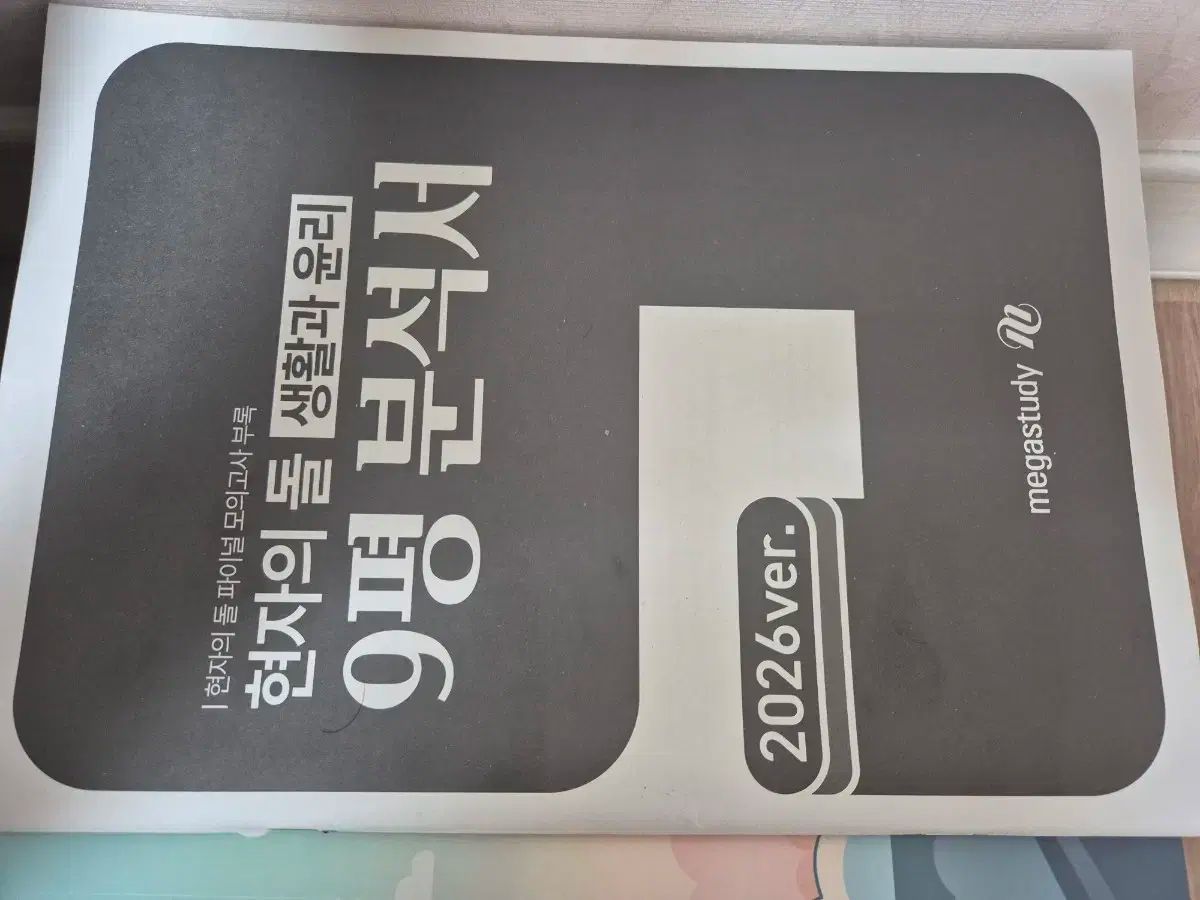 | 현자의 돌 파이널 모의고사 부록
현자의 돌 생활과 윤리
9평 분석서
2026ver.
megastudy